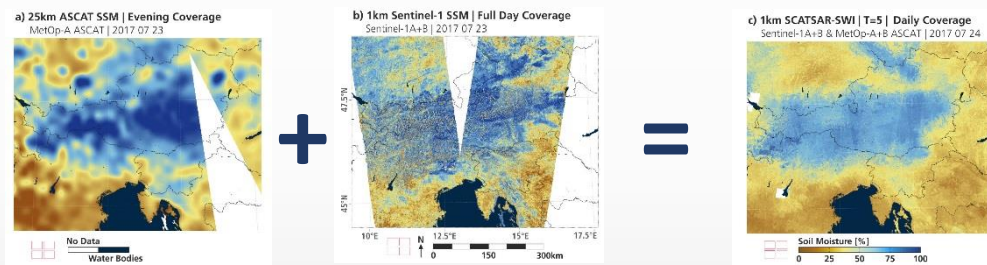 a) 25km ASCAT SSM | Evening Coverage
MetOp-A ASCAT | 2017 07 23
No Data
Water Bodies
+
b) 1km Sentinel-1 SSM | Full Day Coverage
Sentinel-1A+B | 2017 07 23
47.5°N
45°N
10°E 12.5°E 15°E 17.5°E
N
0 150 300km
=
c) 1km SCATSAR-SWI | T=5 | Daily Coverage
Sentinel-1A+B & MetOp-A+B ASCAT | 2017 07 24
Soil Moisture [%]
0 25 50 75 100